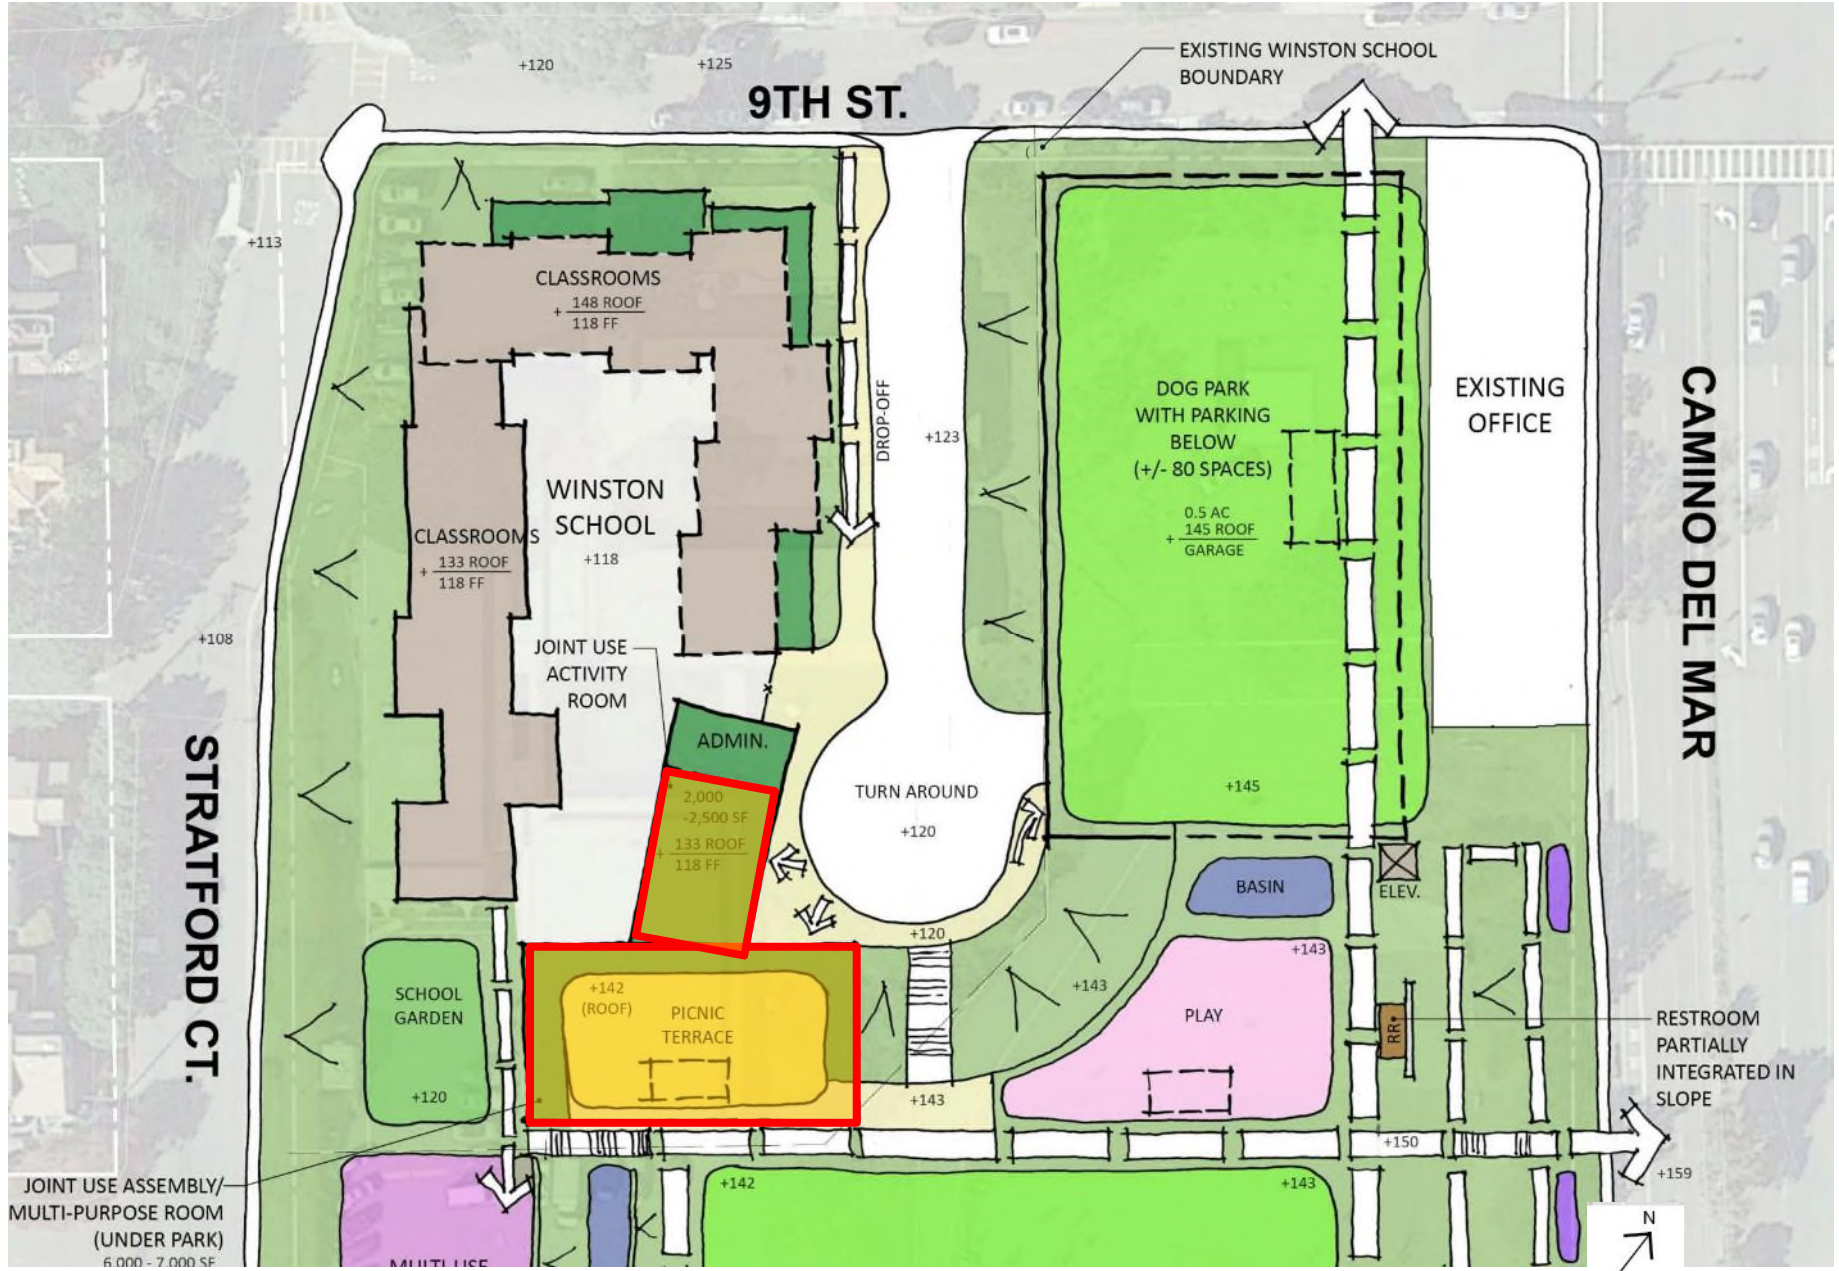 +120
+125
EXISTING WINSTON SCHOOL
BOUNDARY
9TH ST.
+113
CLASSROOMS
+ 148 ROOF
118 FF
DROP-OFF
+123
DOG PARK
WITH PARKING
BELOW
(+/- 80 SPACES)
0.5 AC
+ 145 ROOF
GARAGE
EXISTING
OFFICE
CAMINO DEL MAR
WINSTON
SCHOOL
+118
CLASSROOMS
+ 133 ROOF
118 FF
+108
JOINT USE
ACTIVITY
ROOM
ADMIN.
2,000
-2,500 SF
+ 133 ROOF
118 FF
TURN AROUND
+120
+145
STRATFORD CT.
BASIN
ELEV.
+120
+143
SCHOOL
GARDEN
+120
+142
(ROOF)
PICNIC
TERRACE
+143
PLAY
RR
RESTROOM
PARTIALLY
INTEGRATED IN
SLOPE
+143
+150
+159
JOINT USE ASSEMBLY/
MULTI-PURPOSE ROOM
(UNDER PARK)
6,000 - 7,000 SF
+142
+143
MULTI-USE
N